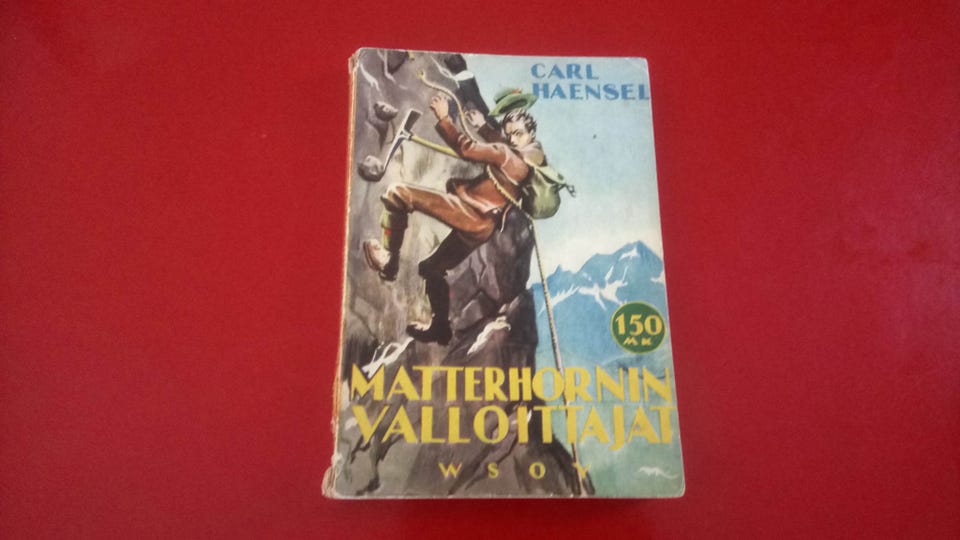 CARL
HAENSEL
150
MK
MATTERHORNIN
VALLOITTAJAT
WSOY